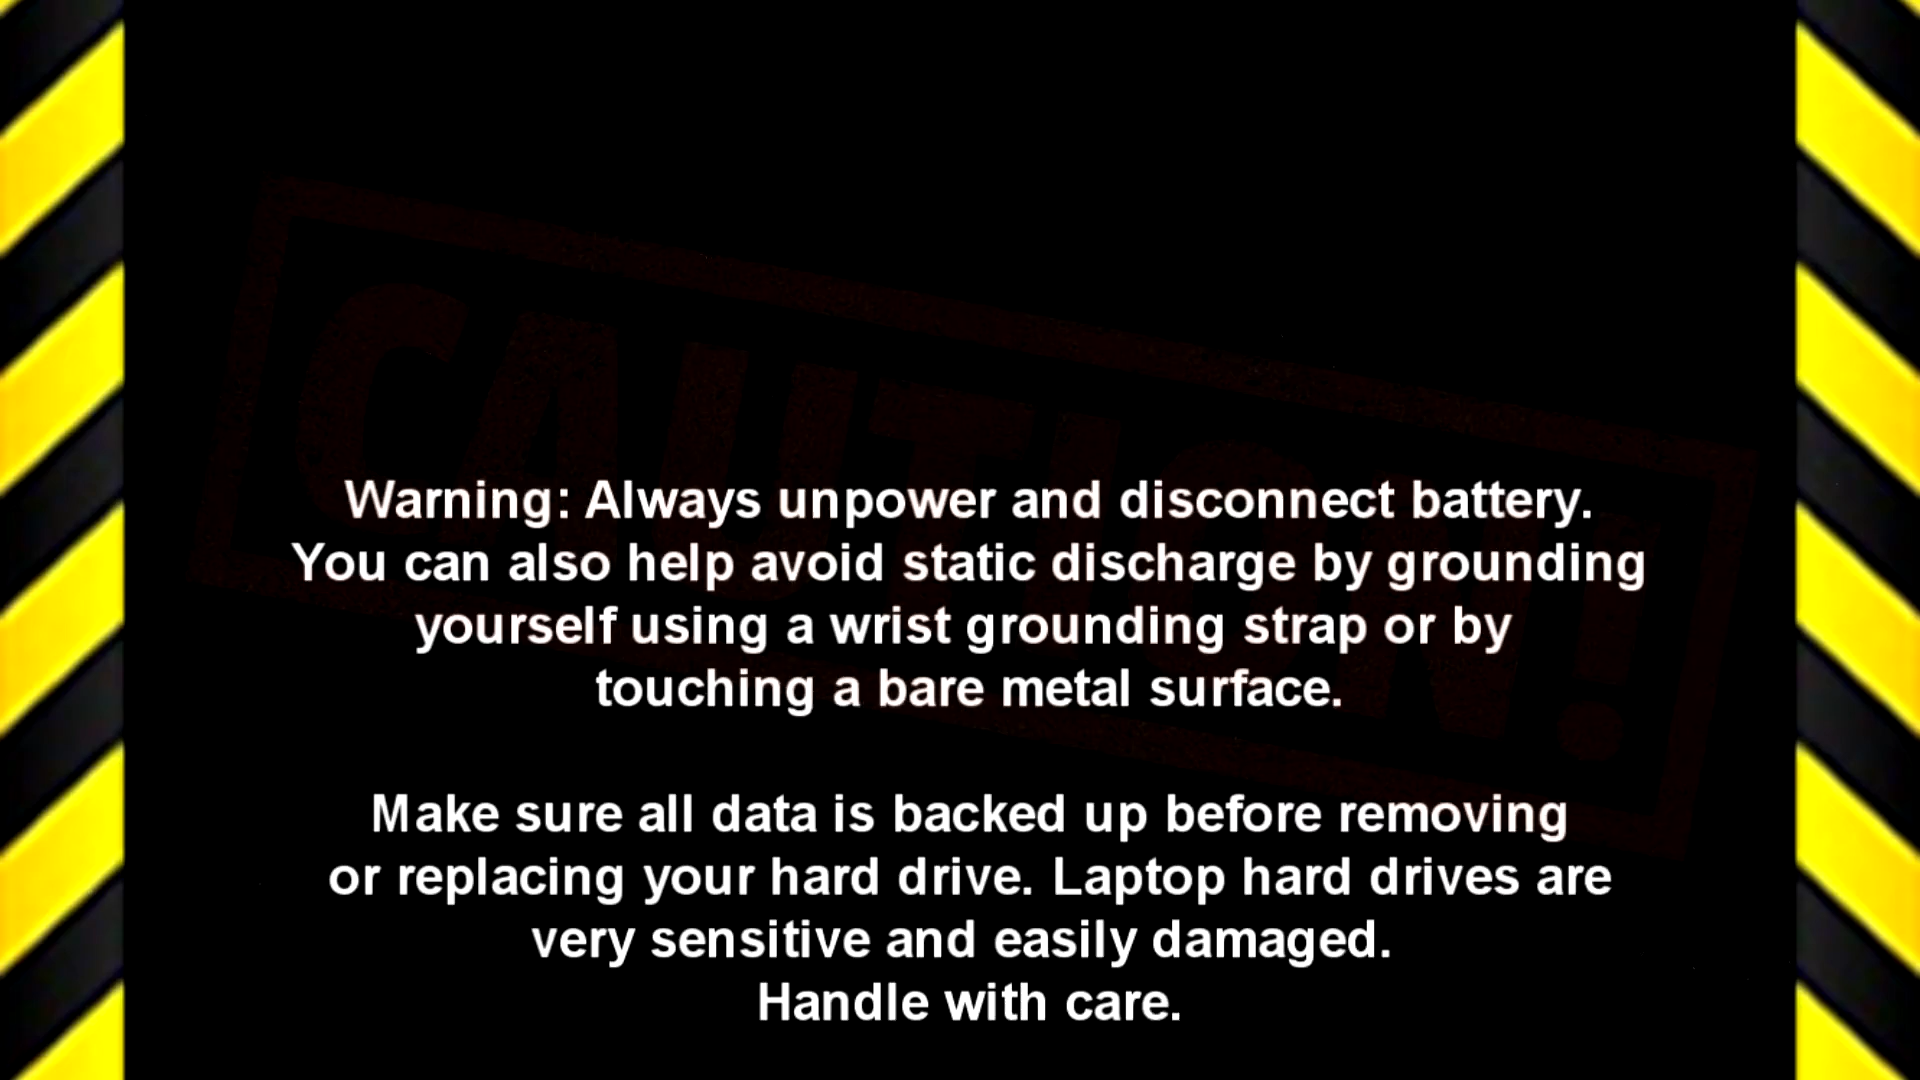 CAUTION!
Warning: Always unpower and disconnect battery.
You can also help avoid static discharge by grounding
yourself using a wrist grounding strap or by
touching a bare metal surface.
Make sure all data is backed up before removing
or replacing your hard drive. Laptop hard drives are
very sensitive and easily damaged.
Handle with care.